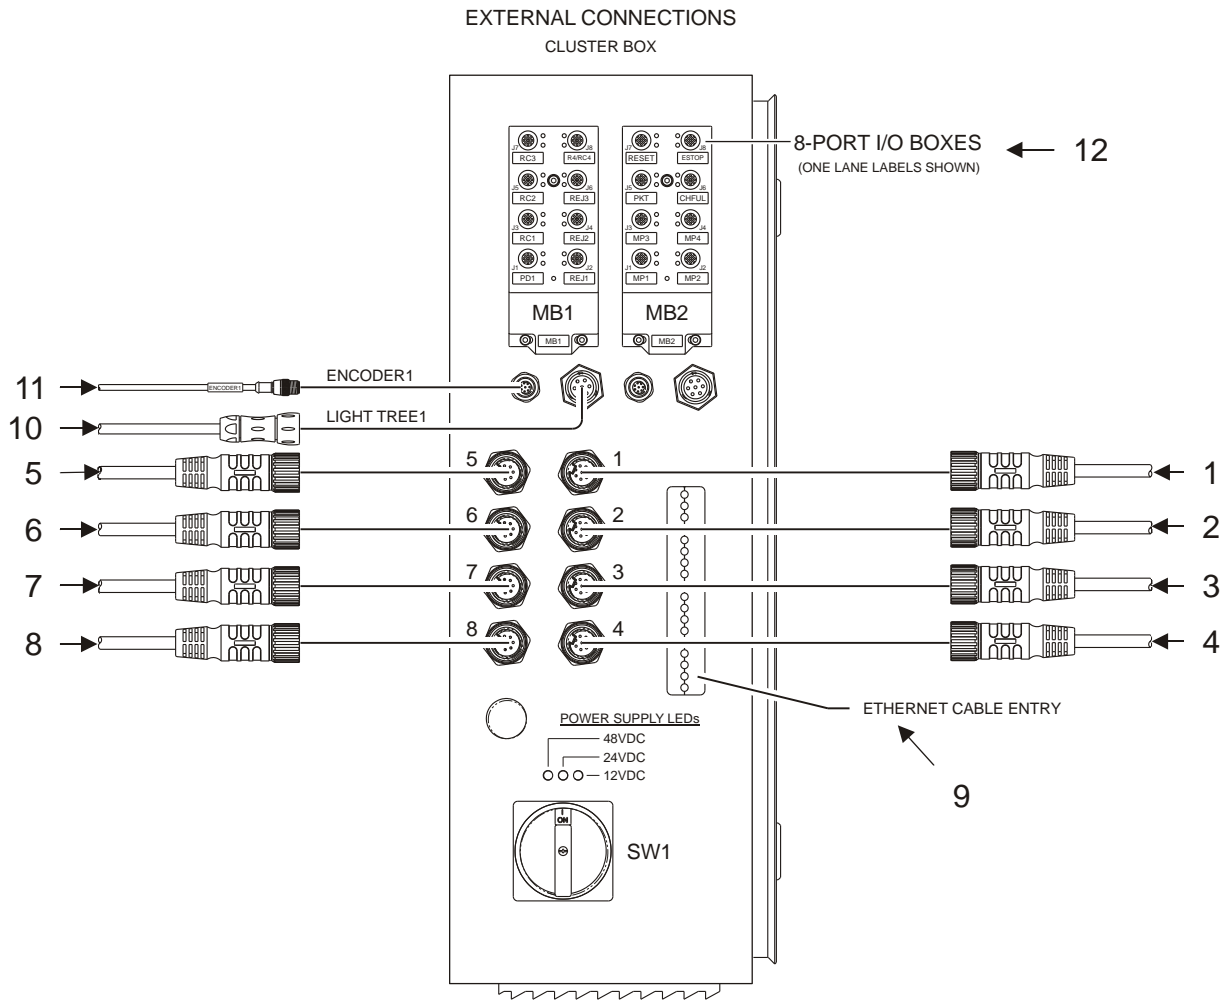 EXTERNAL CONNECTIONS
CLUSTER BOX
J7 J8 J7 J8
RC3 R4/RC4 RESET ESTOP
8-PORT I/O BOXES 12
(ONE LANE LABELS SHOWN)
J5 J6 J5 J6
RC2 REJ3 PKT CHFUL
J3 J4 J3 J4
RC1 REJ2 MP3 MP4
J1 J2 J1 J2
PD1 REJ1 MP1 MP2
MB1 MB2
MB1 MB2
11 ENCODER1 ENCODER1
10 LIGHT TREE1
5 5 1 1
6 6 2 2
7 7 3 3
8 8 4 4
ETHERNET CABLE ENTRY
POWER SUPPLY LEDs
48VDC
24VDC
12VDC
9
I
ON
SW1